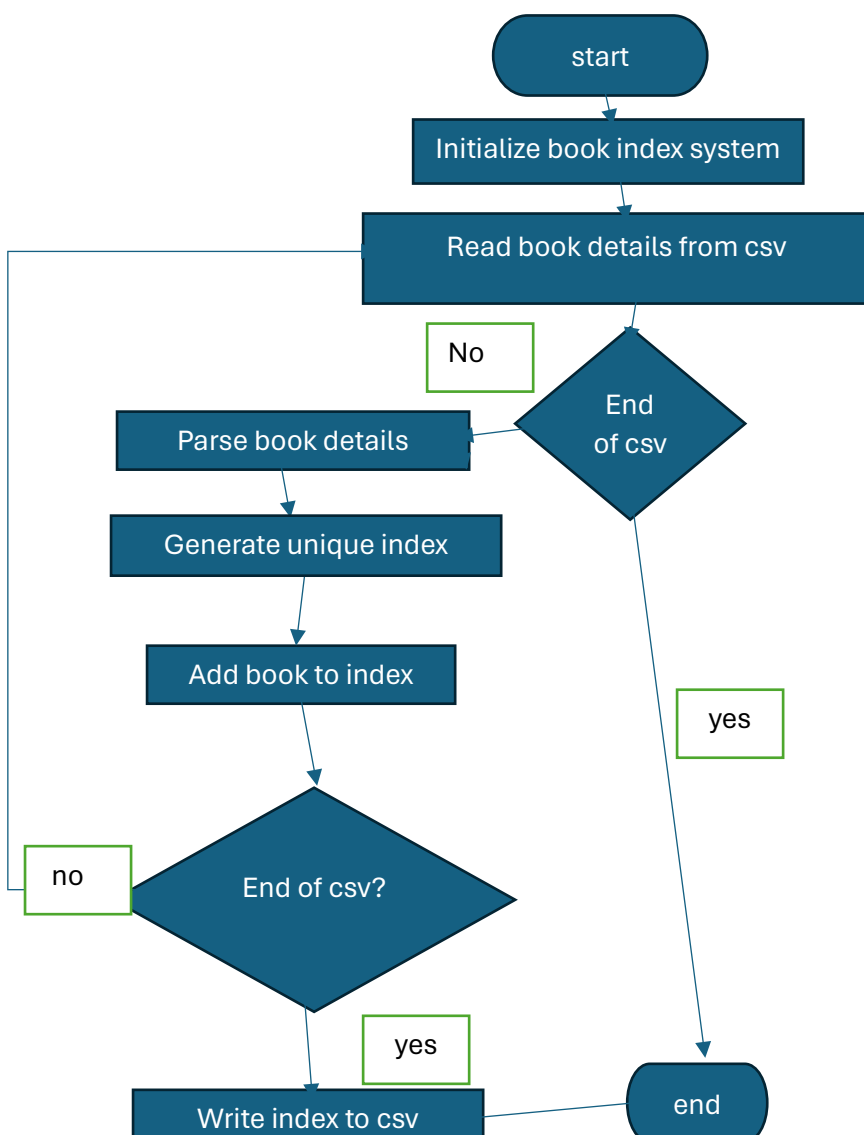 start
Initialize book index system
Read book details from csv
No
End
of csv
Parse book details
Generate unique index
Add book to index
yes
End of csv?
no
yes
Write index to csv
end